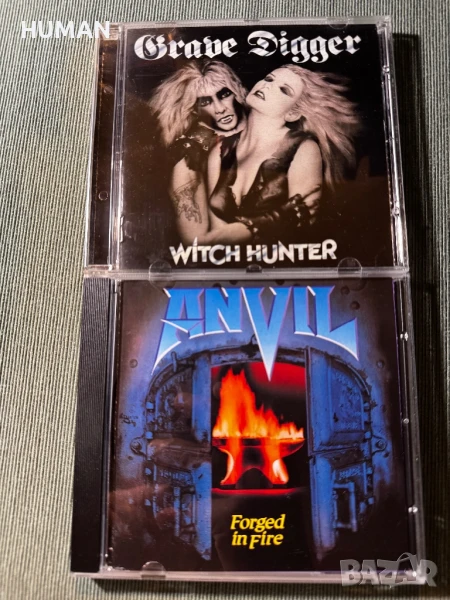 HUMAN
Grave Digger
WITCH HUNTER
ANVIL
Forged
in Fire
BAZAR